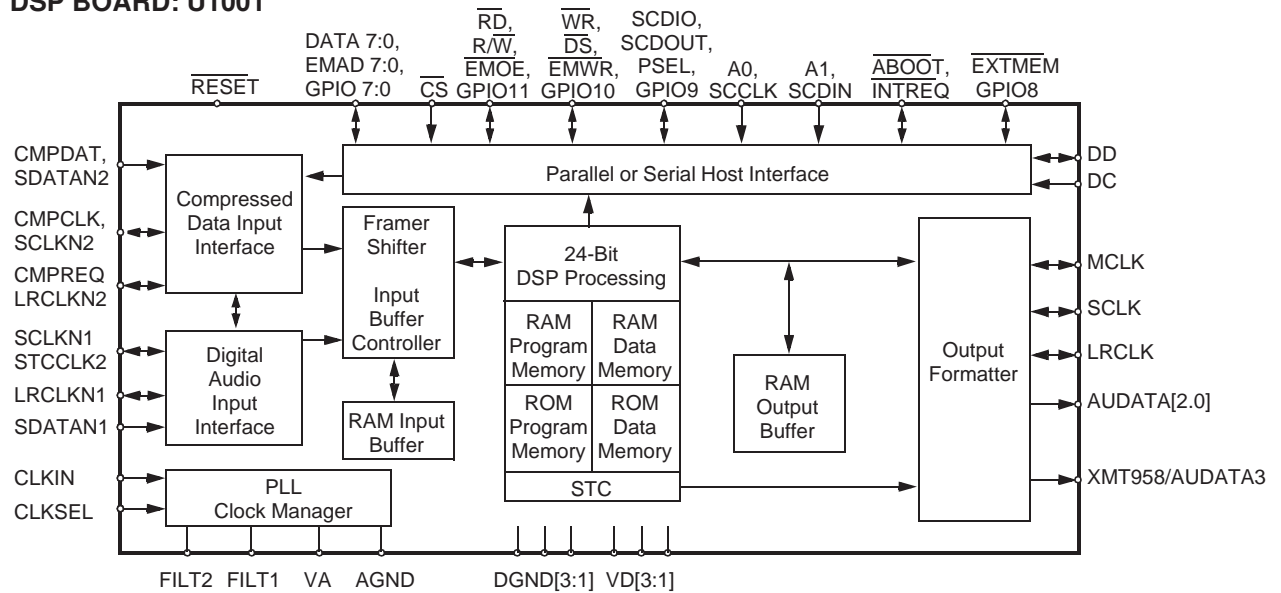 DSP BOARD: U1001
DATA 7:0,
EMAD 7:0,
GPIO 7:0
RESET
CS
RD,
R/W,
EMOE,
GPIO11
WR,
DS,
EMWR,
GPIO10
SCDIO,
SCDOUT,
PSEL,
GPIO9
A0,
SCCLK
A1,
SCDIN
ABOOT,
INTREQ
EXTMEM
GPIO8
CMPDAT,
SDATAN2
CMPCLK,
SCLKN2
CMPREQ
LRCLKN2
SCLKN1
STCCLK2
LRCLKN1
SDATAN1
CLKIN
CLKSEL
Compressed
Data Input
Interface
Digital
Audio
Input
Interface
PLL
Clock Manager
Parallel or Serial Host Interface
Framer
Shifter
Input
Buffer
Controller
RAM Input
Buffer
24-Bit
DSP Processing
RAM
Program
Memory
RAM
Data
Memory
ROM
Program
Memory
ROM
Data
Memory
STC
RAM
Output
Buffer
Output
Formatter
DD
DC
MCLK
SCLK
LRCLK
AUDATA[2.0]
XMT958/AUDATA3
FILT2 FILT1 VA AGND DGND[3:1] VD[3:1]